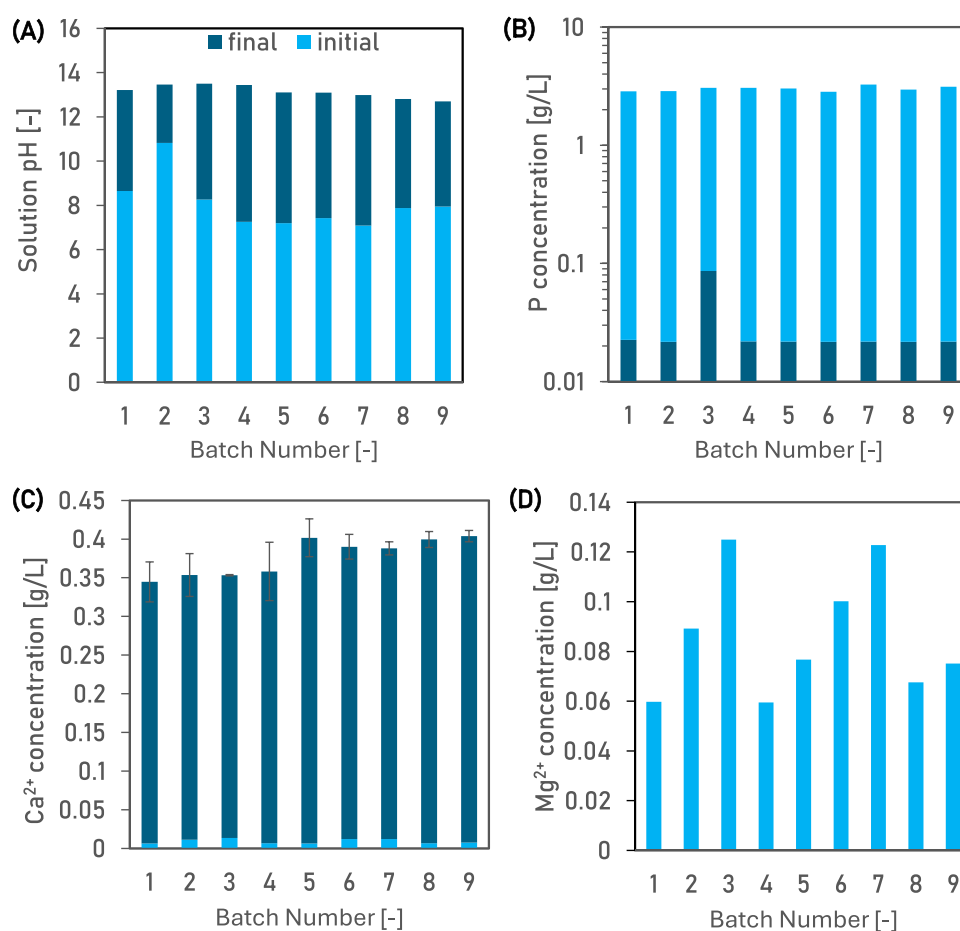 (A)
final initial
Solution pH [-]
16
14
12
10
8
6
4
2
0
1 2 3 4 5 6 7 8 9
Batch Number [-]
(B)
P concentration [g/L]
10
1
0.1
0.01
1 2 3 4 5 6 7 8 9
Batch Number [-]
(C)
Ca²⁺ concentration [g/L]
0.45
0.4
0.35
0.3
0.25
0.2
0.15
0.1
0.05
0
1 2 3 4 5 6 7 8 9
Batch Number [-]
(D)
Mg²⁺ concentration [g/L]
0.14
0.12
0.1
0.08
0.06
0.04
0.02
0
1 2 3 4 5 6 7 8 9
Batch Number [-]